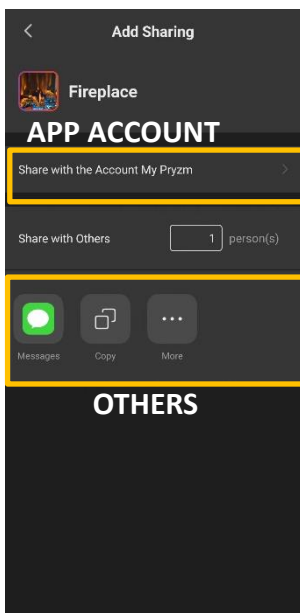 Add Sharing
Fireplace
APP ACCOUNT
Share with the Account My Pryzm
Share with Others 1 person(s)
Messages Copy More
OTHERS